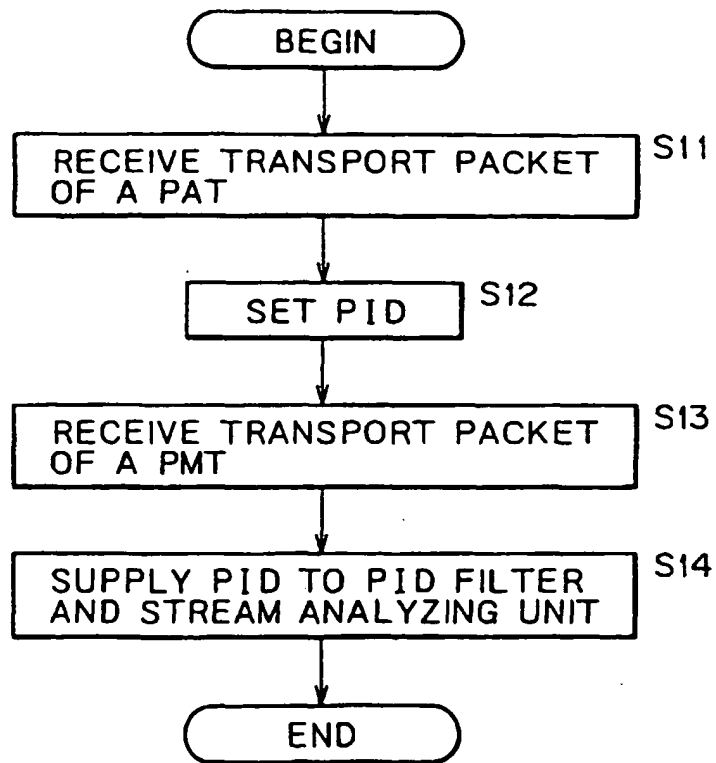 BEGIN
RECEIVE TRANSPORT PACKET
OF A PAT
S11
SET PID
S12
RECEIVE TRANSPORT PACKET
OF A PMT
S13
SUPPLY PID TO PID FILTER
AND STREAM ANALYZING UNIT
S14
END